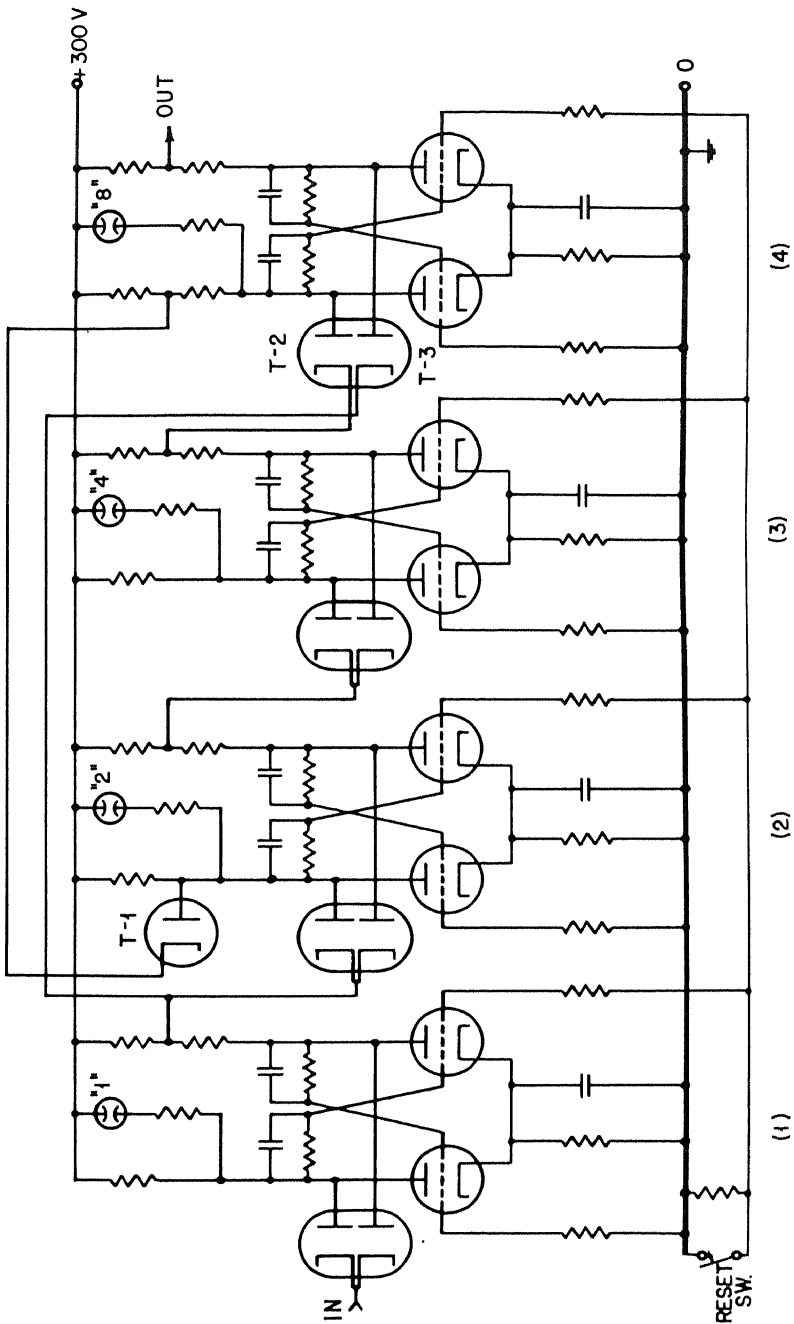 +300 V
OUT
"1"
"2"
"4"
"8"
T-1
T-2
T-3
IN
0
RESET
SW.
(1)
(2)
(3)
(4)